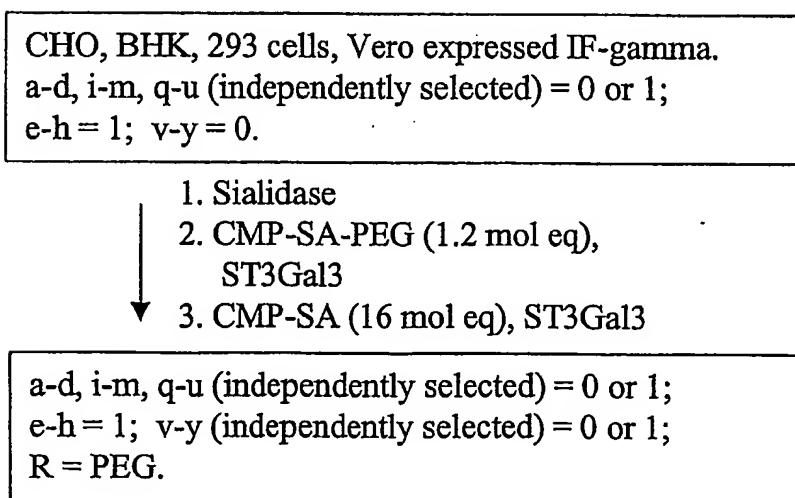 CHO, BHK, 293 cells, Vero expressed IF-gamma.
a-d, i-m, q-u (independently selected) = 0 or 1;
e-h = 1; v-y = 0.
1. Sialidase
2. CMP-SA-PEG (1.2 mol eq),
ST3Gal3
3. CMP-SA (16 mol eq), ST3Gal3
a-d, i-m, q-u (independently selected) = 0 or 1;
e-h = 1; v-y (independently selected) = 0 or 1;
R = PEG.